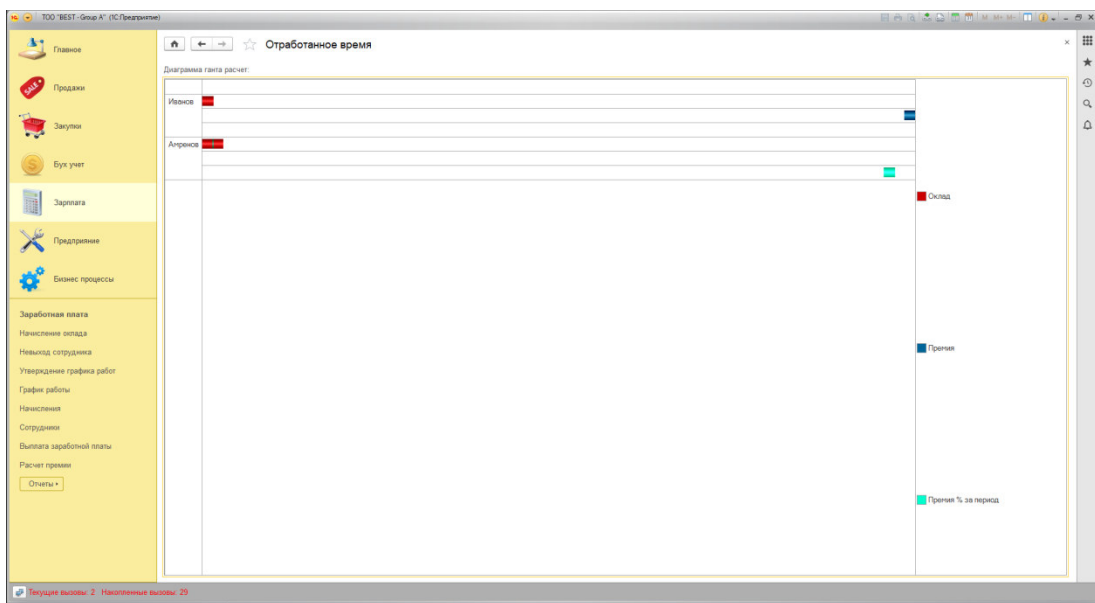 ТОО "BEST -Group A" (1С:Предприятие)
M M+ M-
Главное
Продажи
Закупки
Бух учет
Зарплата
Предприятие
Бизнес процессы
Заработная плата
Начисление оклада
Невыход сотрудника
Утверждение графика работ
График работы
Начисления
Сотрудники
Выплата заработной платы
Расчет премии
Отчеты
Отработанное время
Диаграмма ганта расчет:
Иванов
Амренов
Оклад
Премия
Премия % за период
Текущие вызовы: 2 Накопленные вызовы: 29